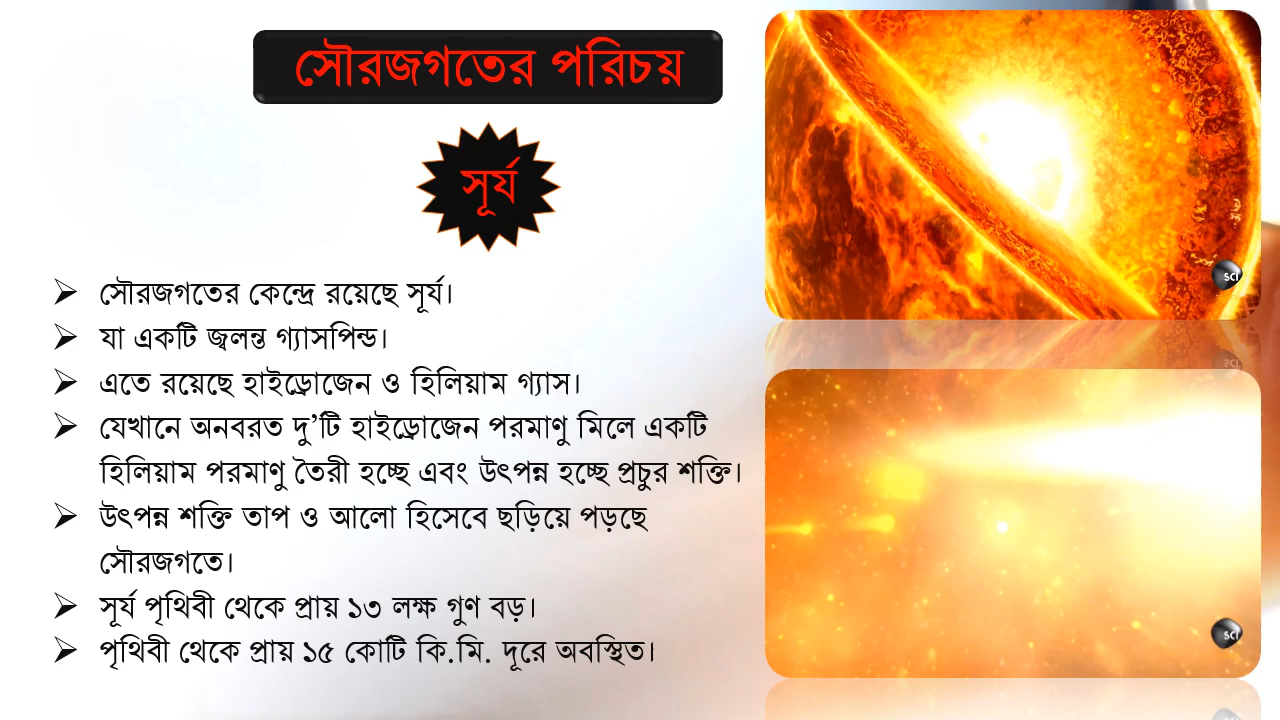 সৌরজগতের পরিচয়
সূর্য
➢ সৌরজগতের কেন্দ্রে রয়েছে সূর্য।
➢ যা একটি জ্বলন্ত গ্যাসপিন্ড।
➢ এতে রয়েছে হাইড্রোজেন ও হিলিয়াম গ্যাস।
➢ যেখানে অনবরত দু’টি হাইড্রোজেন পরমাণু মিলে একটি
হিলিয়াম পরমাণু তৈরী হচ্ছে এবং উৎপন্ন হচ্ছে প্রচুর শক্তি।
➢ উৎপন্ন শক্তি তাপ ও আলো হিসেবে ছড়িয়ে পড়ছে
সৌরজগতে।
➢ সূর্য পৃথিবী থেকে প্রায় ১৩ লক্ষ গুণ বড়।
➢ পৃথিবী থেকে প্রায় ১৫ কোটি কি.মি. দূরে অবস্থিত।
sci
sci